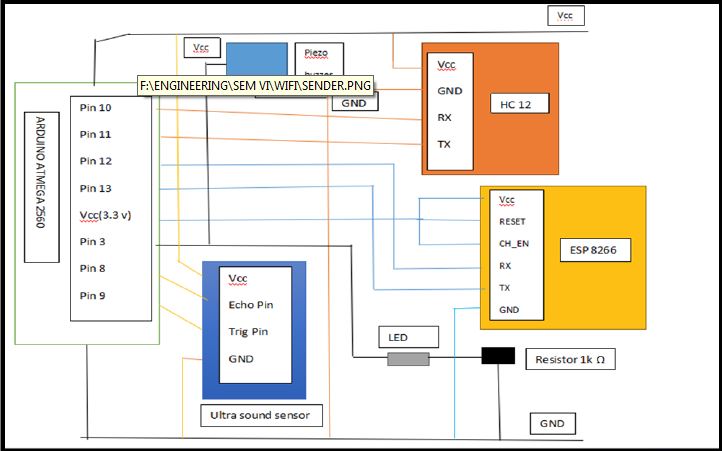 Vcc
Vcc
Piezo
buzzer
F:\ENGINEERING\SEM VI\WIFI\SENDER.PNG
GND
ARDUINO ATMEGA 2560
Pin 10
Pin 11
Pin 12
Pin 13
Vcc(3.3 v)
Pin 3
Pin 8
Pin 9
Vcc
GND
RX
TX
HC 12
Vcc
RESET
CH_EN
RX
TX
GND
ESP 8266
Vcc
Echo Pin
Trig Pin
GND
Ultra sound sensor
LED
Resistor 1k Ω
GND